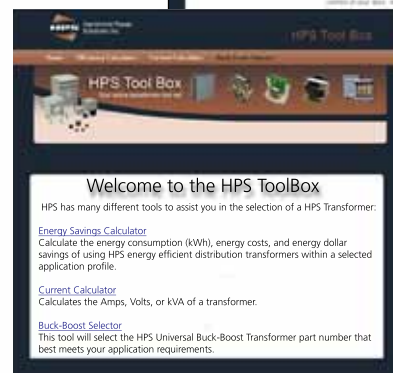 HPS
HPS Tool Box
HPS Tool Box
Welcome to the HPS ToolBox
HPS has many different tools to assist you in the selection of a HPS Transformer:
Energy Savings Calculator
Calculate the energy consumption (kWh), energy costs, and energy dollar
savings of using HPS energy efficient distribution transformers within a selected
application profile.
Current Calculator
Calculates the Amps, Volts, or kVA of a transformer.
Buck-Boost Selector
This tool will select the HPS Universal Buck-Boost Transformer part number that
best meets your application requirements.